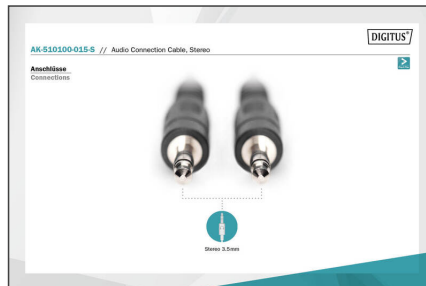 DIGITUS®
AK-510100-015-S // Audio Connection Cable, Stereo
Anschlüsse
Connections
Stereo 3.5mm